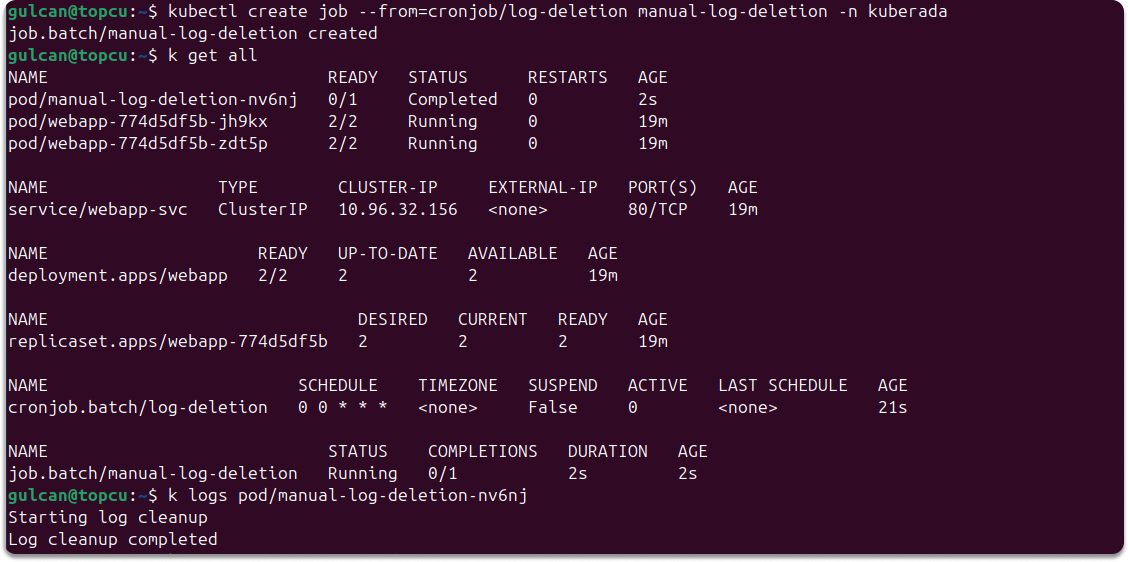 gulcan@topcu:~$ kubectl create job --from=cronjob/log-deletion manual-log-deletion -n kuberada
job.batch/manual-log-deletion created
gulcan@topcu:~$ k get all
NAME                            READY   STATUS      RESTARTS   AGE
pod/manual-log-deletion-nv6nj   0/1     Completed   0          2s
pod/webapp-774d5df5b-jh9kx      2/2     Running     0          19m
pod/webapp-774d5df5b-zdt5p      2/2     Running     0          19m

NAME                 TYPE        CLUSTER-IP     EXTERNAL-IP   PORT(S)   AGE
service/webapp-svc   ClusterIP   10.96.32.156   <none>        80/TCP    19m

NAME                     READY   UP-TO-DATE   AVAILABLE   AGE
deployment.apps/webapp   2/2     2            2           19m

NAME                               DESIRED   CURRENT   READY   AGE
replicaset.apps/webapp-774d5df5b   2         2         2       19m

NAME                         SCHEDULE    TIMEZONE   SUSPEND   ACTIVE   LAST SCHEDULE   AGE
cronjob.batch/log-deletion   0 0 * * *   <none>     False     0        <none>          21s

NAME                            STATUS    COMPLETIONS   DURATION   AGE
job.batch/manual-log-deletion   Running   0/1           2s         2s
gulcan@topcu:~$ k logs pod/manual-log-deletion-nv6nj
Starting log cleanup
Log cleanup completed